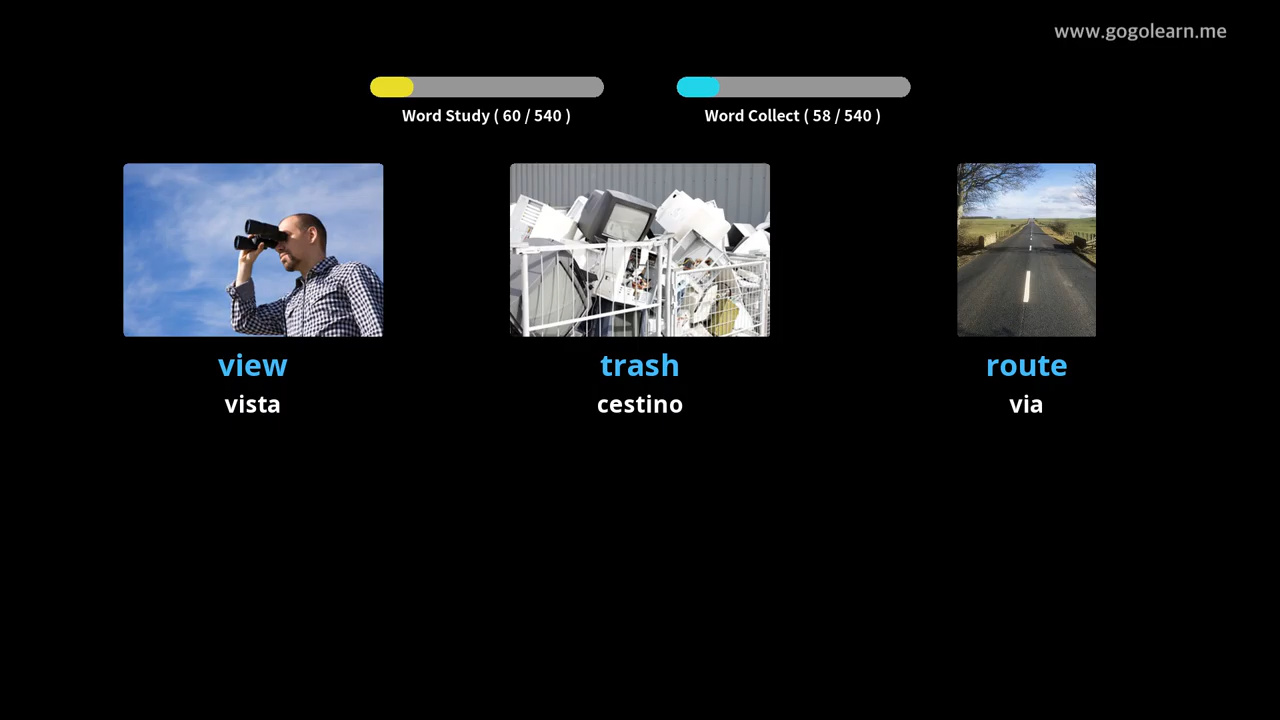 www.gogolearn.me
Word Study ( 60 / 540 )
Word Collect ( 58 / 540 )
view
trash
route
vista
cestino
via